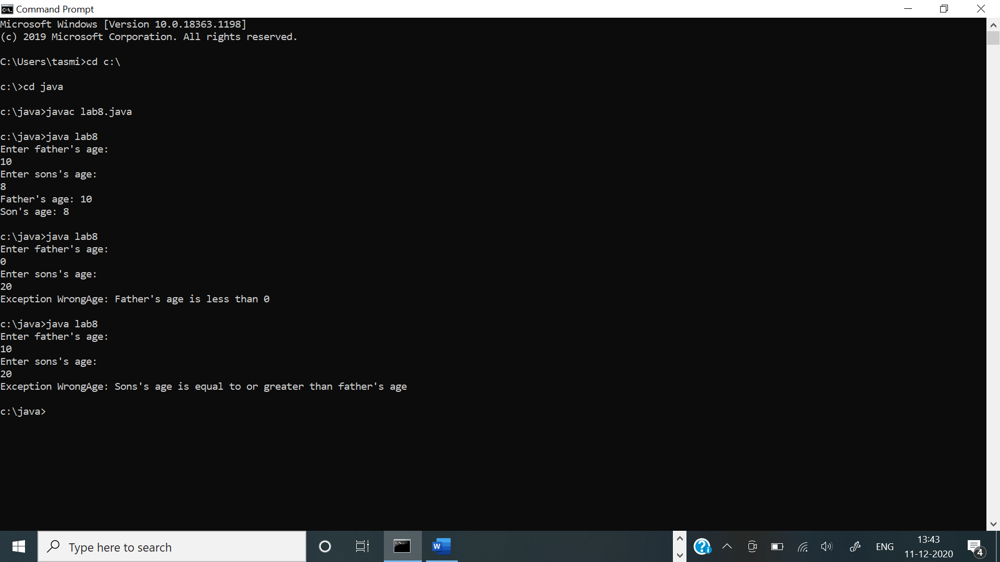 Command Prompt
Microsoft Windows [Version 10.0.18363.1198]
(c) 2019 Microsoft Corporation. All rights reserved.
C:\Users\tasmi>cd c:\
c:\>cd java
c:\java>javac lab8.java
c:\java>java lab8
Enter father's age:
10
Enter sons's age:
8
Father's age: 10
Son's age: 8
c:\java>java lab8
Enter father's age:
0
Enter sons's age:
20
Exception WrongAge: Father's age is less than 0
c:\java>java lab8
Enter father's age:
10
Enter sons's age:
20
Exception WrongAge: Sons's age is equal to or greater than father's age
c:\java>
Type here to search
W
ENG
13:43
11-12-2020
4